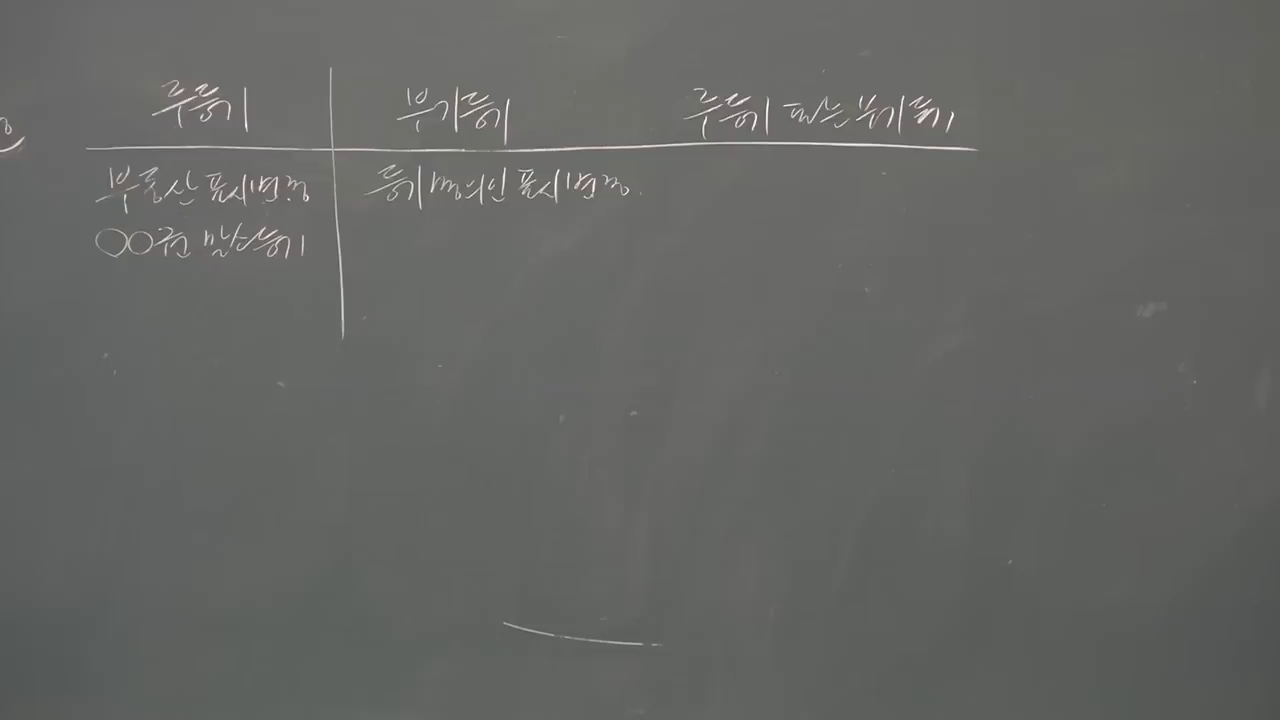 주등기 부기등기 주등기 또는 부기등기
부동산 표시변경 등기명의인 표시변경.
○○권 말소등기